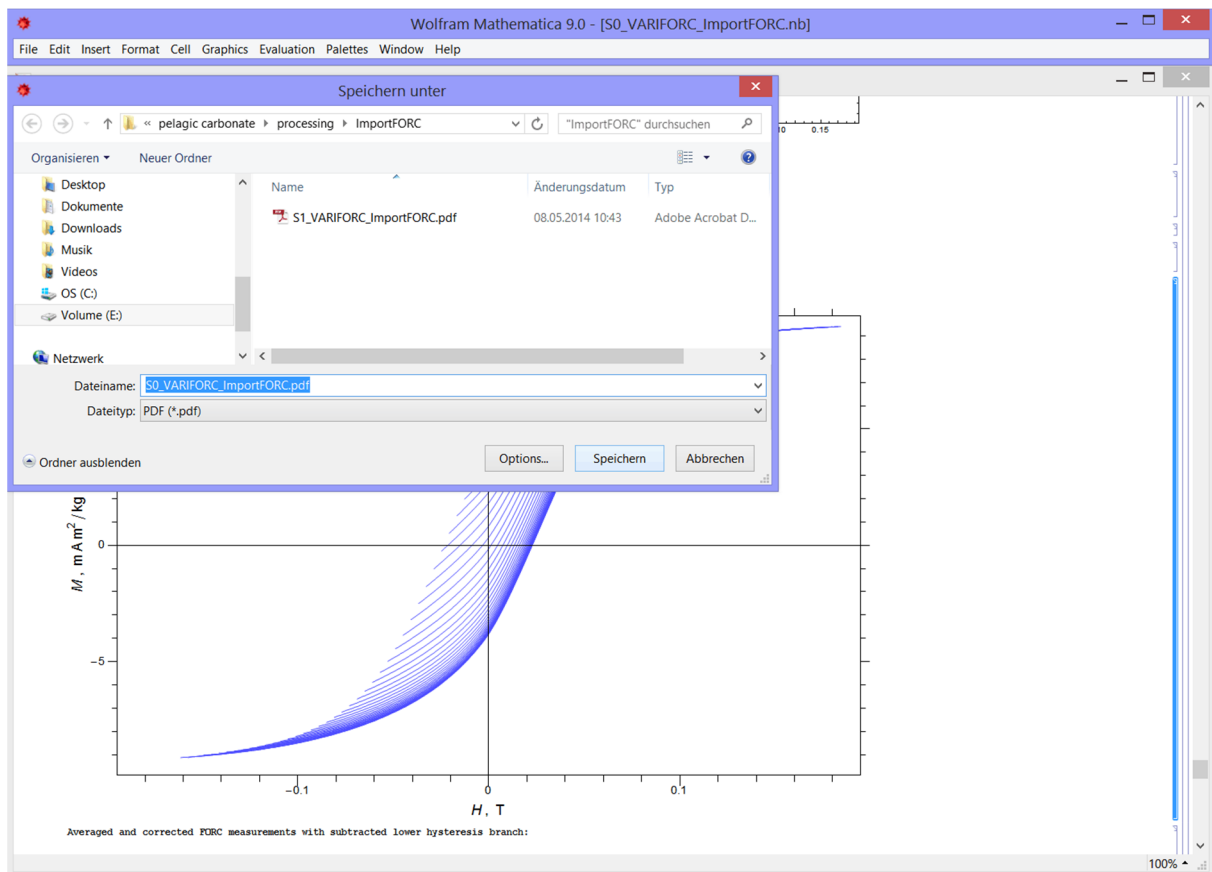 Wolfram Mathematica 9.0 - [S0_VARIFORC_ImportFORC.nb]
File Edit Insert Format Cell Graphics Evaluation Palettes Window Help
Speichern unter
« pelagic carbonate processing ImportFORC
"ImportFORC" durchsuchen
Organisieren Neuer Ordner
Desktop
Dokumente
Downloads
Musik
Videos
OS (C:)
Volume (E:)
Netzwerk
Name Änderungsdatum Typ
S1_VARIFORC_ImportFORC.pdf 08.05.2014 10:43 Adobe Acrobat D...
Dateiname: S0_VARIFORC_ImportFORC.pdf
Dateityp: PDF (*.pdf)
Ordner ausblenden
Options... Speichern Abbrechen
0.15
M, mAm²/kg
0
−5
−0.1 0 0.1
H, T
Averaged and corrected FORC measurements with subtracted lower hysteresis branch:
100%